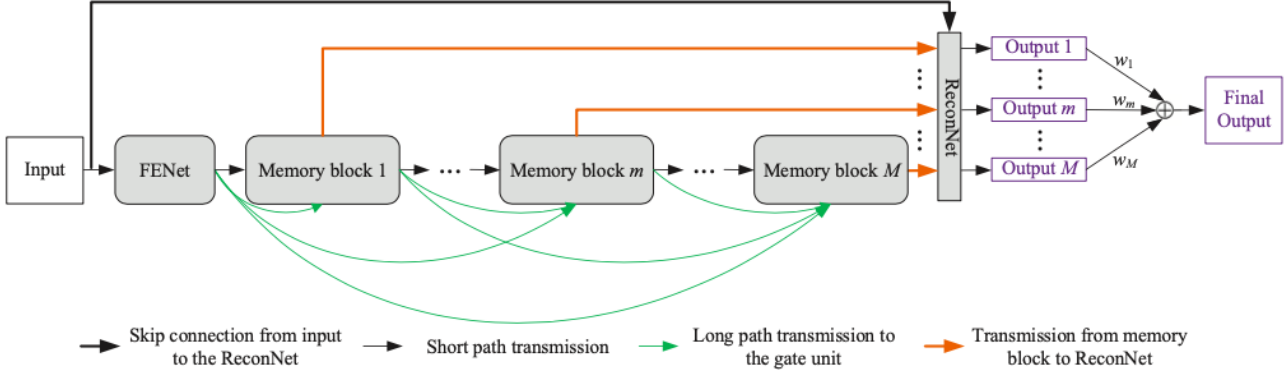 Input
FENet
Memory block 1
...
Memory block m
...
Memory block M
ReconNet
Output 1
Output m
Output M
w1
wm
wM
Final
Output
Skip connection from input
to the ReconNet
Short path transmission
Long path transmission to
the gate unit
Transmission from memory
block to ReconNet